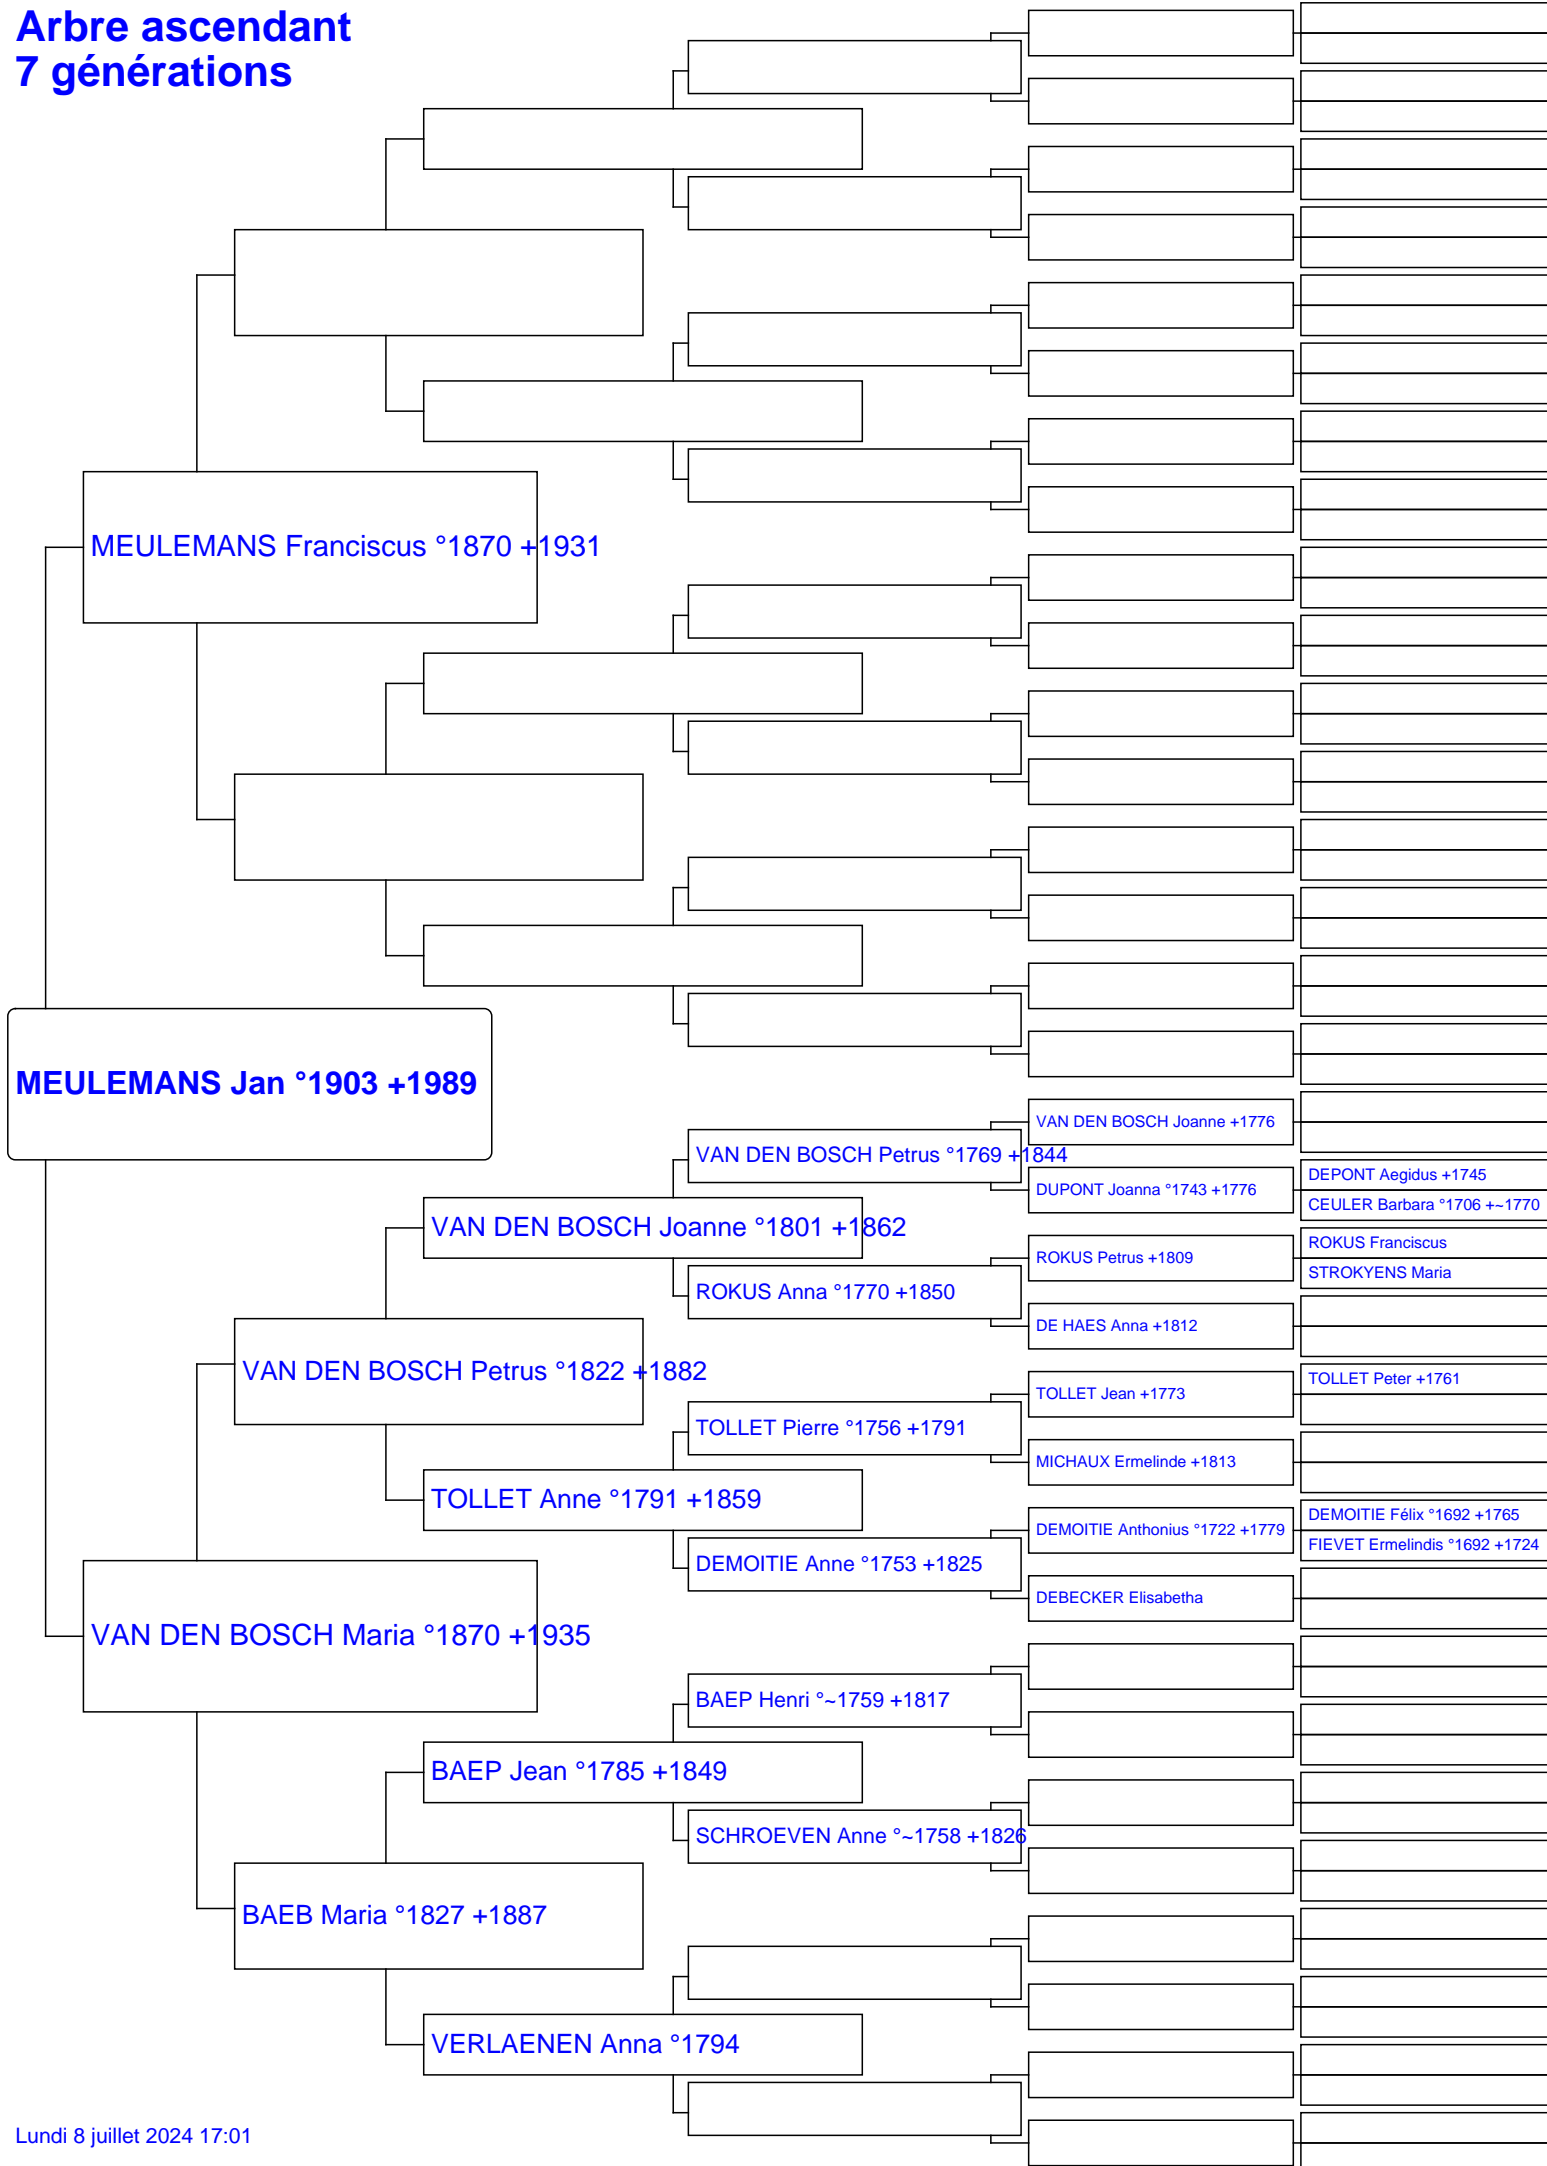 Arbre ascendant
7 générations
MEULEMANS Franciscus °1870 +1931
MEULEMANS Jan °1903 +1989
VAN DEN BOSCH Joanne +1776
VAN DEN BOSCH Petrus °1769 +1844
DEPONT Aegidus +1745
DUPONT Joanna °1743 +1776
CEULER Barbara °1706 +~1770
VAN DEN BOSCH Joanne °1801 +1862
ROKUS Franciscus
ROKUS Petrus +1809
STROKYENS Maria
ROKUS Anna °1770 +1850
DE HAES Anna +1812
VAN DEN BOSCH Petrus °1822 +1882
TOLLET Peter +1761
TOLLET Jean +1773
TOLLET Pierre °1756 +1791
MICHAUX Ermelinde +1813
TOLLET Anne °1791 +1859
DEMOITIE Félix °1692 +1765
DEMOITIE Anthonius °1722 +1779
FIEVET Ermelindis °1692 +1724
DEMOITIE Anne °1753 +1825
DEBECKER Elisabetha
VAN DEN BOSCH Maria °1870 +1935
BAEP Henri °~1759 +1817
BAEP Jean °1785 +1849
SCHROEVEN Anne °~1758 +1826
BAEB Maria °1827 +1887
VERLAENEN Anna °1794
Lundi 8 juillet 2024 17:01